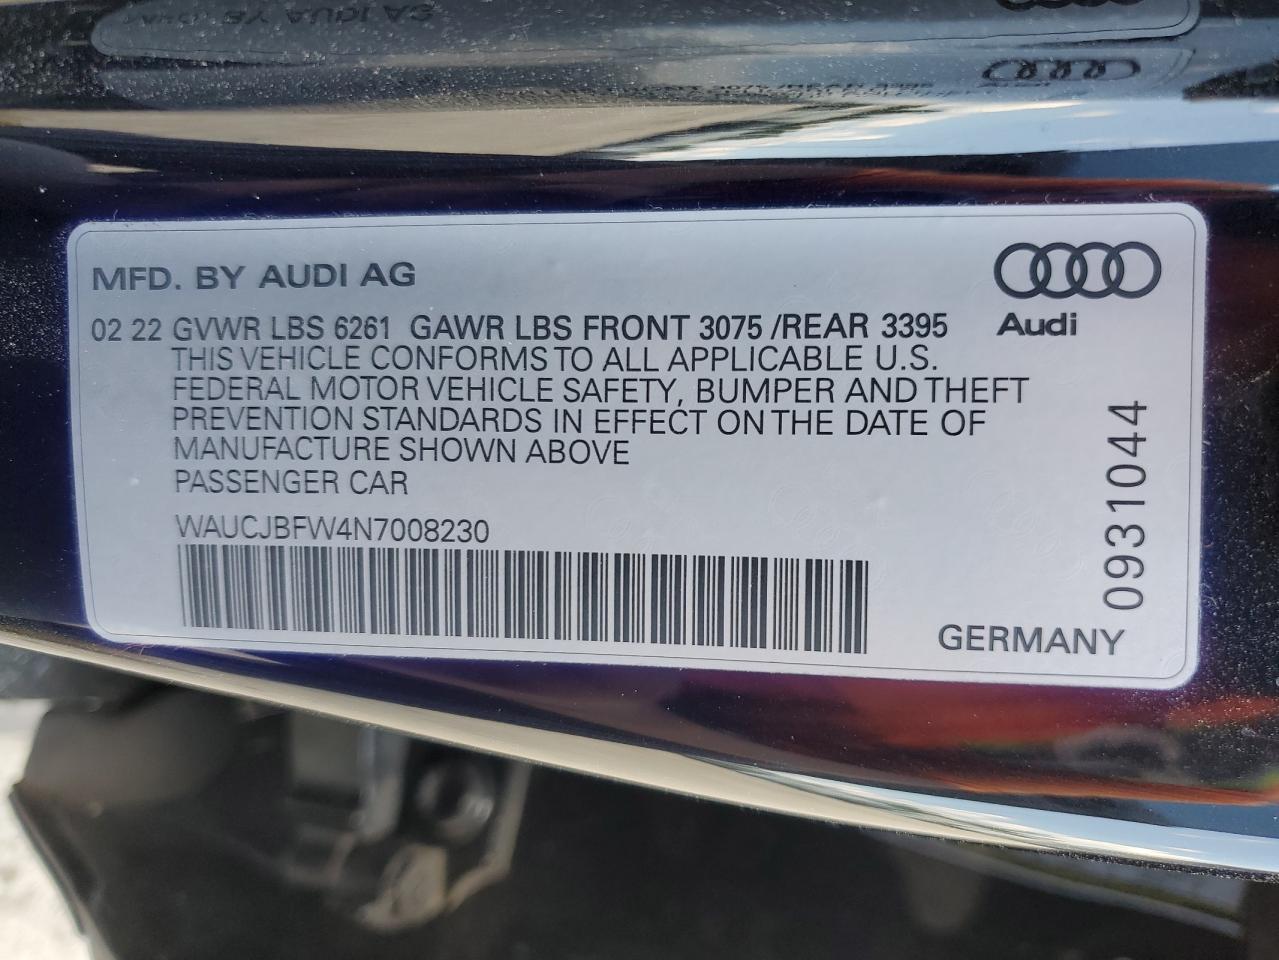 MFD. BY AUDI AG
Audi
02 22 GVWR LBS 6261 GAWR LBS FRONT 3075 /REAR 3395
THIS VEHICLE CONFORMS TO ALL APPLICABLE U.S.
FEDERAL MOTOR VEHICLE SAFETY, BUMPER AND THEFT
PREVENTION STANDARDS IN EFFECT ON THE DATE OF
MANUFACTURE SHOWN ABOVE
PASSENGER CAR
WAUCJBFW4N7008230
0931044
GERMANY